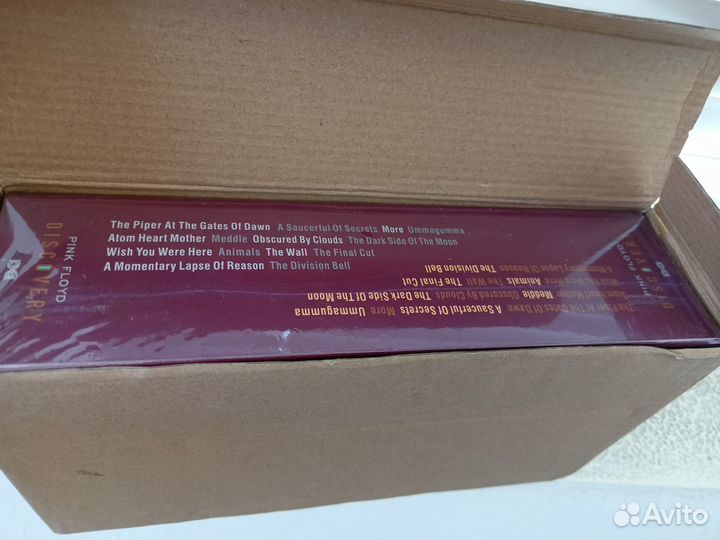 PINK FLOYD
DISCOVERY
The Piper At The Gates Of Dawn A Saucerful Of Secrets More Ummagumma
Atom Heart Mother Meddle Obscured By Clouds The Dark Side Of The Moon
Wish You Were Here Animals The Wall The Final Cut
A Momentary Lapse Of Reason The Division Bell
The Piper At The Gates Of Dawn A Saucerful Of Secrets More Ummagumma
Atom Heart Mother Meddle Obscured By Clouds The Dark Side Of The Moon
Wish You Were Here Animals The Wall The Final Cut
A Momentary Lapse Of Reason The Division Bell
PINK FLOYD
DISCOVERY
Avito